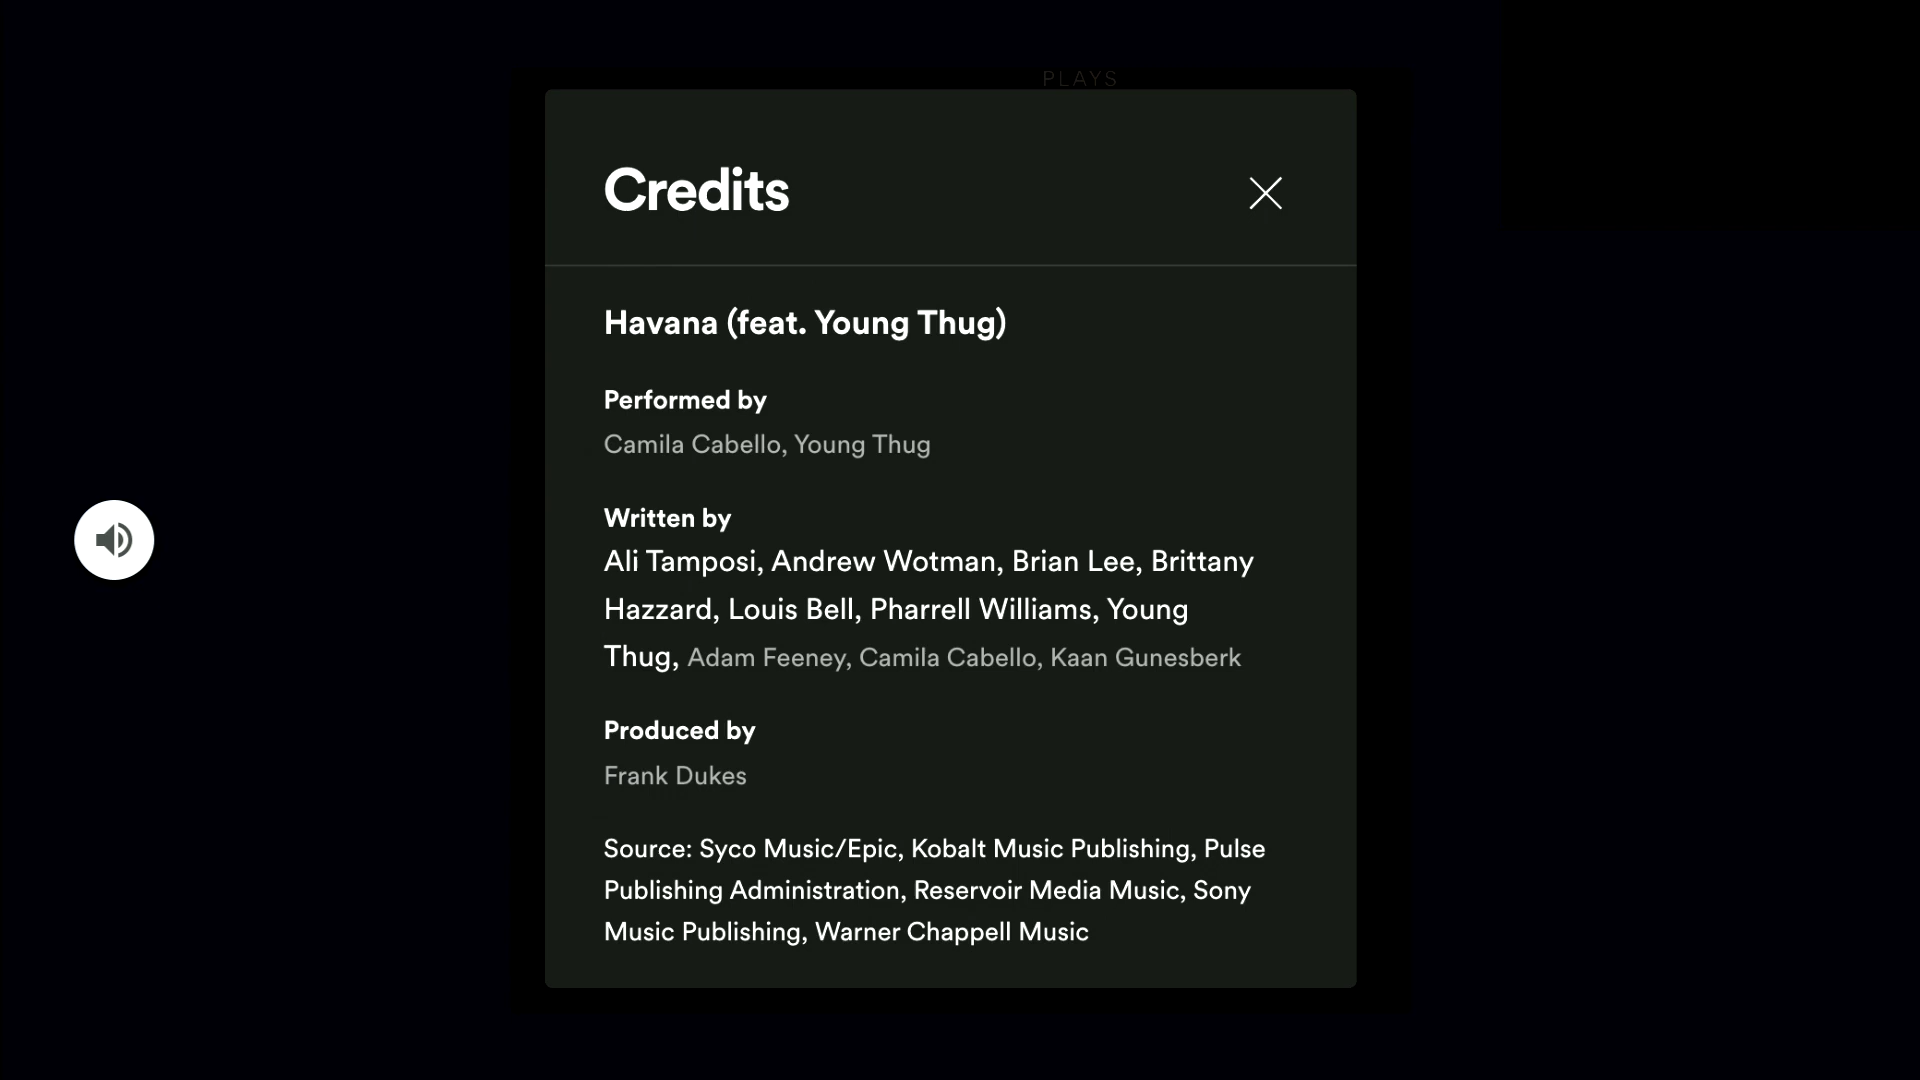 PLAYS
Credits
Havana (feat. Young Thug)
Performed by
Camila Cabello, Young Thug
Written by
Ali Tamposi, Andrew Wotman, Brian Lee, Brittany
Hazzard, Louis Bell, Pharrell Williams, Young
Thug, Adam Feeney, Camila Cabello, Kaan Gunesberk
Produced by
Frank Dukes
Source: Syco Music/Epic, Kobalt Music Publishing, Pulse
Publishing Administration, Reservoir Media Music, Sony
Music Publishing, Warner Chappell Music